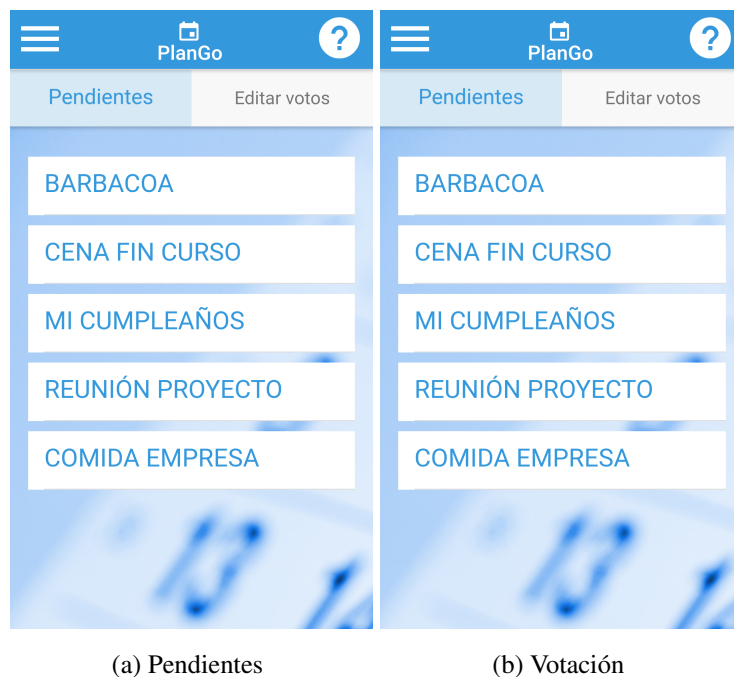 ?
PlanGo
Pendientes
Editar votos
BARBACOA
CENA FIN CURSO
MI CUMPLEAÑOS
REUNIÓN PROYECTO
COMIDA EMPRESA
(a) Pendientes
?
PlanGo
Pendientes
Editar votos
BARBACOA
CENA FIN CURSO
MI CUMPLEAÑOS
REUNIÓN PROYECTO
COMIDA EMPRESA
(b) Votación